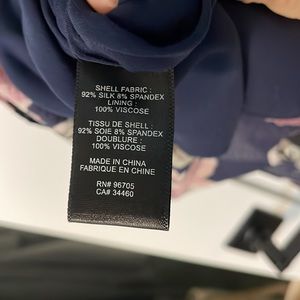 SHELL FABRIC :
92% SILK 8% SPANDEX
LINING :
100% VISCOSE
TISSU DE SHELL :
92% SOIE 8% SPANDEX
DOUBLURE :
100% VISCOSE
MADE IN CHINA
FABRIQUE EN CHINE
RN# 96705
CA# 34460